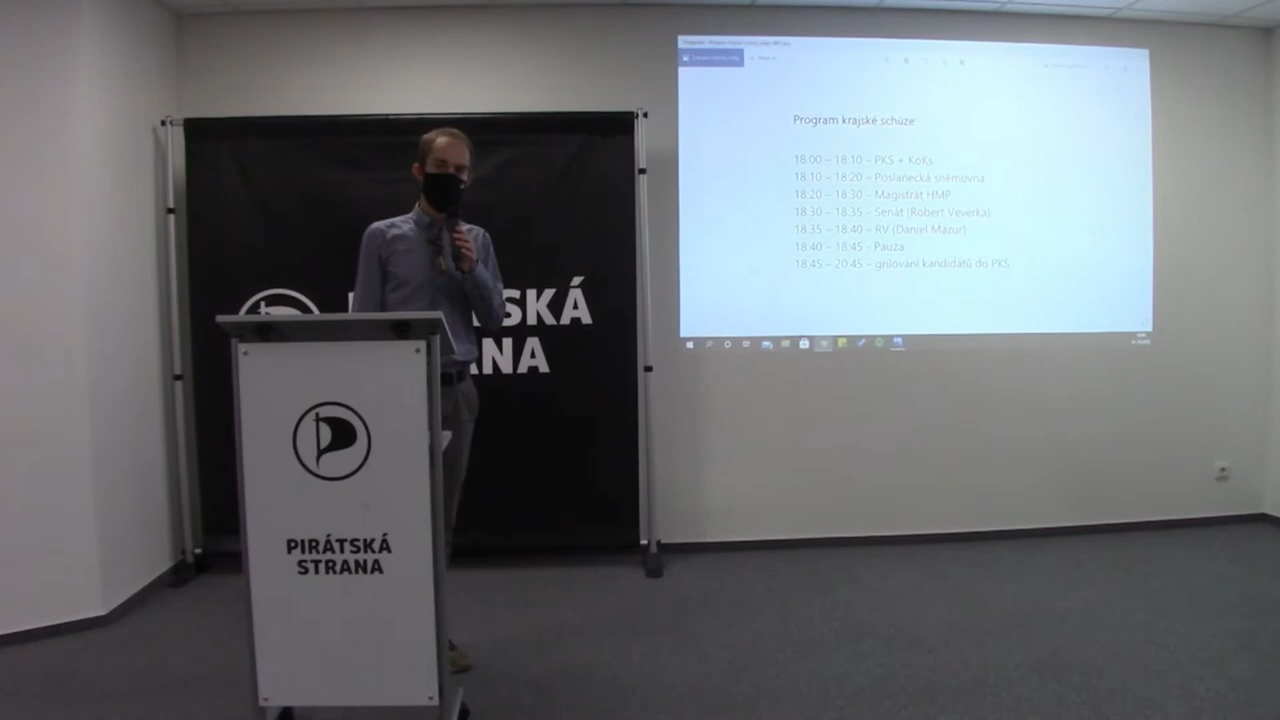 Program krajské schůze:
18:00 – 18:10 – PKS + KoKs
18:10 – 18:20 – Poslanecká sněmovna
18:20 – 18:30 – Magistrát HMP
18:30 – 18:35 – Senát (Robert Veverka)
18:35 – 18:40 – RV (Daniel Mazur)
18:40 – 18:45 - Pauza
18:45 – 20:45 – grilování kandidátů do PKS
SKÁ
NA
PIRÁTSKÁ
STRANA